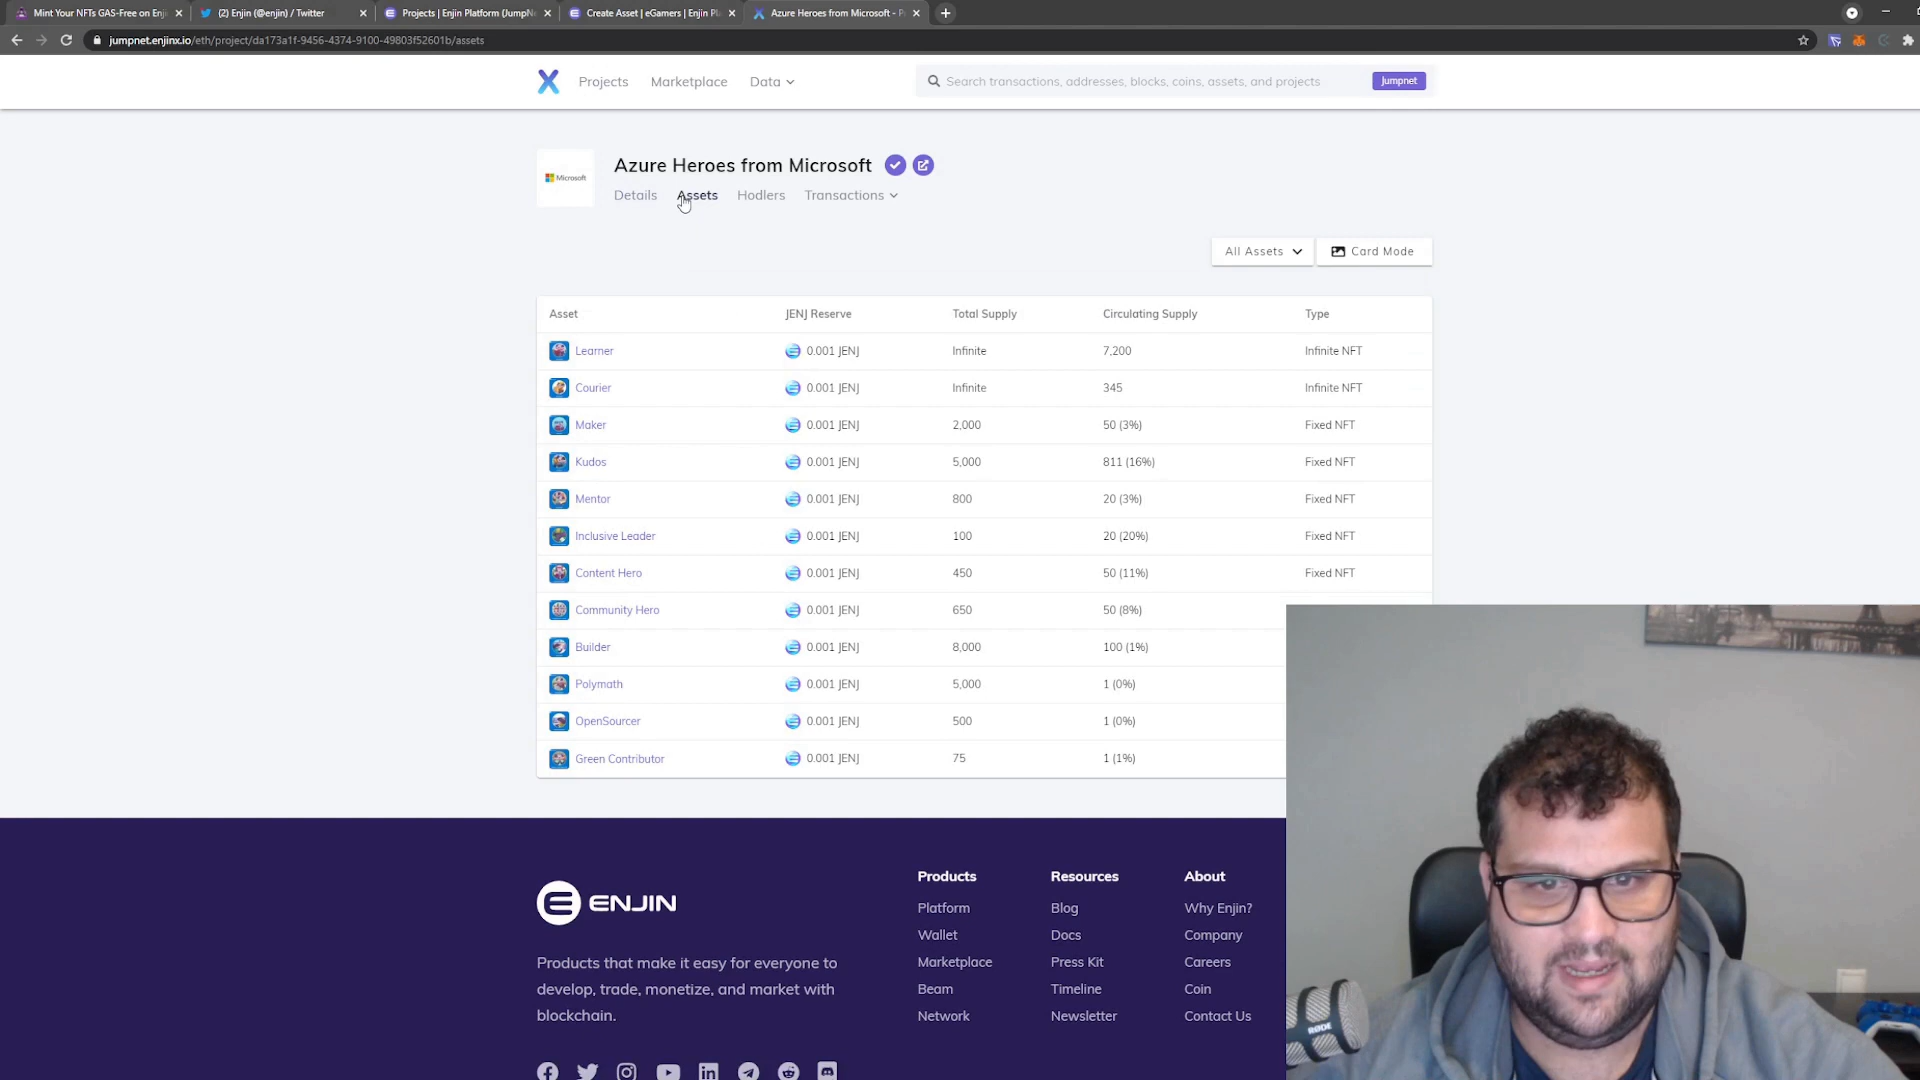 Mint Your NFTs GAS-Free on Enji
(2) Enjin (@enjin) / Twitter
Projects | Enjin Platform (JumpNe
Create Asset | eGamers | Enjin Pl
Azure Heroes from Microsoft - P
jumpnet.enjinx.io/eth/project/da173a1f-9456-4374-9100-49803f52601b/assets
Projects Marketplace Data
Search transactions, addresses, blocks, coins, assets, and projects
Jumpnet
Microsoft
Azure Heroes from Microsoft
Details Assets Hodlers Transactions
All Assets Card Mode
Asset JENJ Reserve Total Supply Circulating Supply Type
Learner 0.001 JENJ Infinite 7,200 Infinite NFT
Courier 0.001 JENJ Infinite 345 Infinite NFT
Maker 0.001 JENJ 2,000 50 (3%) Fixed NFT
Kudos 0.001 JENJ 5,000 811 (16%) Fixed NFT
Mentor 0.001 JENJ 800 20 (3%) Fixed NFT
Inclusive Leader 0.001 JENJ 100 20 (20%) Fixed NFT
Content Hero 0.001 JENJ 450 50 (11%) Fixed NFT
Community Hero 0.001 JENJ 650 50 (8%)
Builder 0.001 JENJ 8,000 100 (1%)
Polymath 0.001 JENJ 5,000 1 (0%)
OpenSourcer 0.001 JENJ 500 1 (0%)
Green Contributor 0.001 JENJ 75 1 (1%)
ENJIN
Products that make it easy for everyone to
develop, trade, monetize, and market with
blockchain.
Products
Platform
Wallet
Marketplace
Beam
Network
Resources
Blog
Docs
Press Kit
Timeline
Newsletter
About
Why Enjin?
Company
Careers
Coin
Contact Us
RØDE